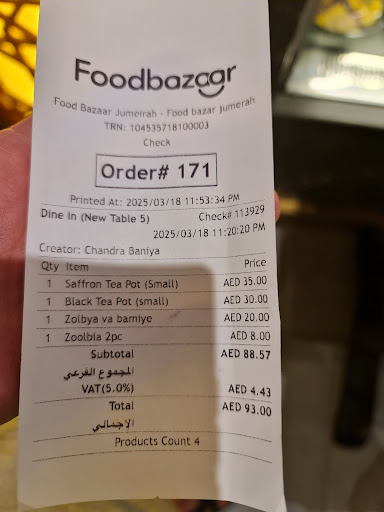 Foodbazaar
Food Bazaar Jumeirah - Food bazar jumerah
TRN: 104535718100003
Check
Order# 171
Printed At: 2025/03/18 11:53:34 PM
Dine In (New Table 5) Check# 113929
2025/03/18 11:20:20 PM
Creator: Chandra Baniya
Qty Item Price
1 Saffron Tea Pot (Small) AED 35.00
1 Black Tea Pot (small) AED 30.00
1 Zolbya va bamiye AED 20.00
1 Zoolbia 2pc AED 8.00
Subtotal AED 88.57
المجموع الفرعي
VAT(5.0%) AED 4.43
Total AED 93.00
الإجمالي
Products Count 4